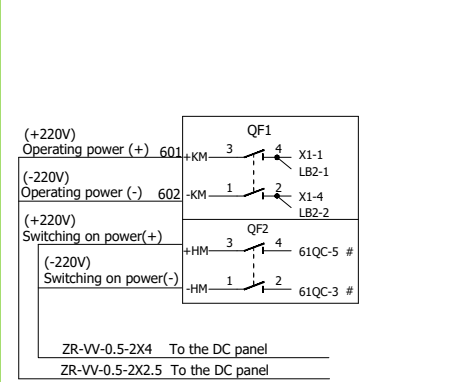 (+220V)
Operating power (+) 601
+KM
QF1
3 4
X1-1
LB2-1
(-220V)
Operating power (-) 602
-KM
1 2
X1-4
LB2-2
(+220V)
Switching on power(+)
+HM
QF2
3 4
61QC-5 #
(-220V)
Switching on power(-)
-HM
1 2
61QC-3 #
ZR-VV-0.5-2X4 To the DC panel
ZR-VV-0.5-2X2.5 To the DC panel